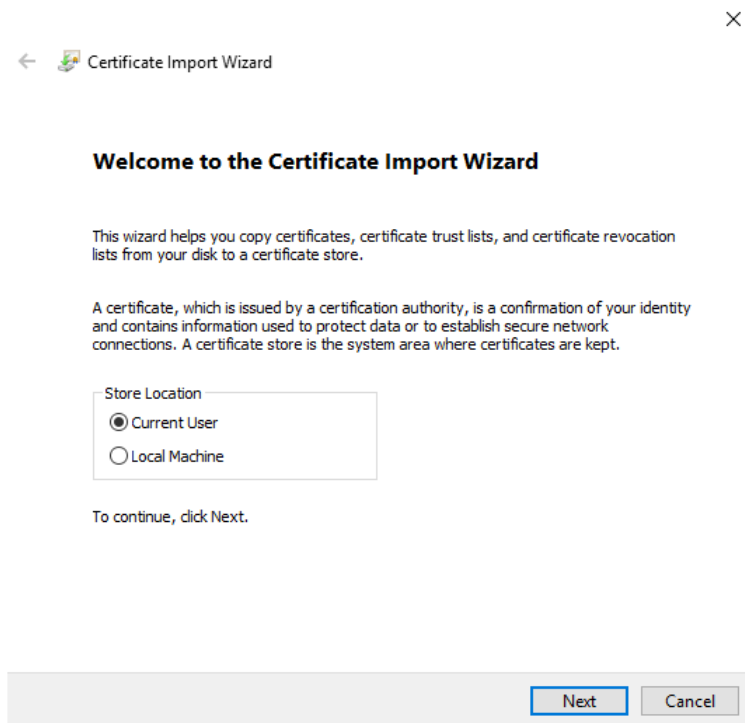 Certificate Import Wizard
Welcome to the Certificate Import Wizard
This wizard helps you copy certificates, certificate trust lists, and certificate revocation
lists from your disk to a certificate store.
A certificate, which is issued by a certification authority, is a confirmation of your identity
and contains information used to protect data or to establish secure network
connections. A certificate store is the system area where certificates are kept.
Store Location
Current User
Local Machine
To continue, click Next.
Next
Cancel